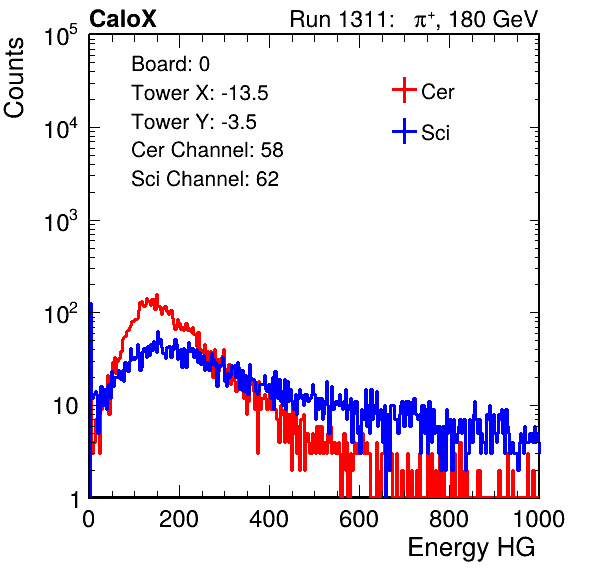 CaloX Run 1311: π⁺, 180 GeV
Counts
10⁵
10⁴
10³
10²
10
1
Board: 0
Tower X: -13.5
Tower Y: -3.5
Cer Channel: 58
Sci Channel: 62
Cer
Sci
0 200 400 600 800 1000
Energy HG